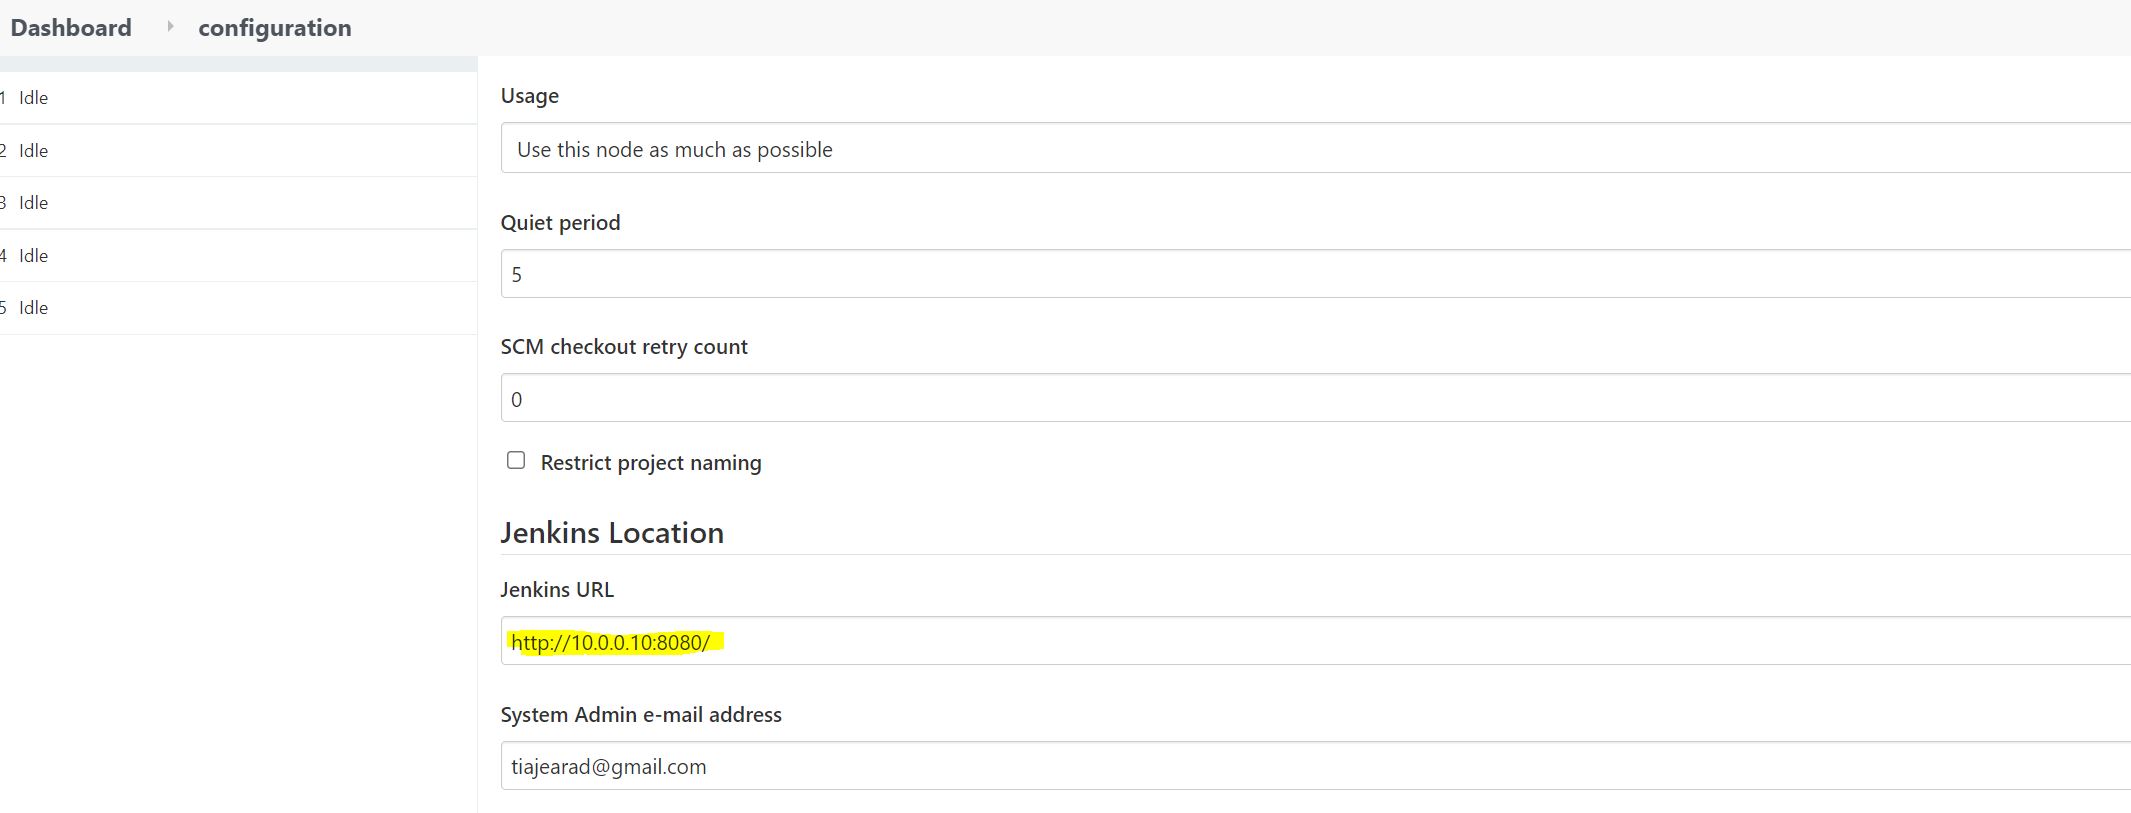 Dashboard configuration
1 Idle
2 Idle
3 Idle
4 Idle
5 Idle
Usage
Use this node as much as possible
Quiet period
5
SCM checkout retry count
0
Restrict project naming
Jenkins Location
Jenkins URL
http://10.0.0.10:8080/
System Admin e-mail address
tiajearad@gmail.com